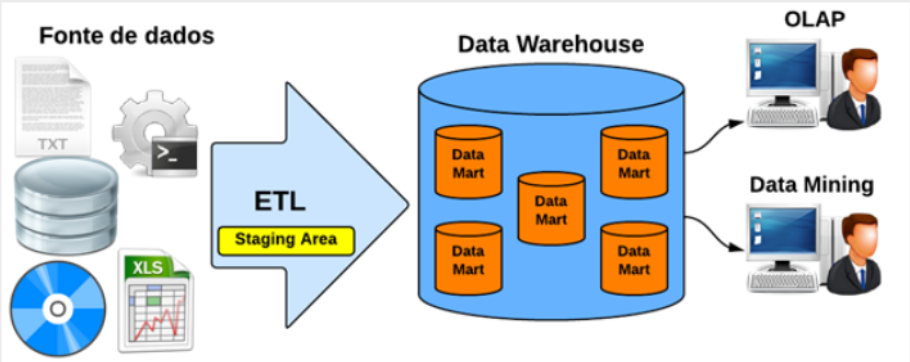 Fonte de dados
TXT
>_
XLS
ETL
Staging Area
Data Warehouse
Data
Mart
Data
Mart
Data
Mart
Data
Mart
Data
Mart
OLAP
Data Mining